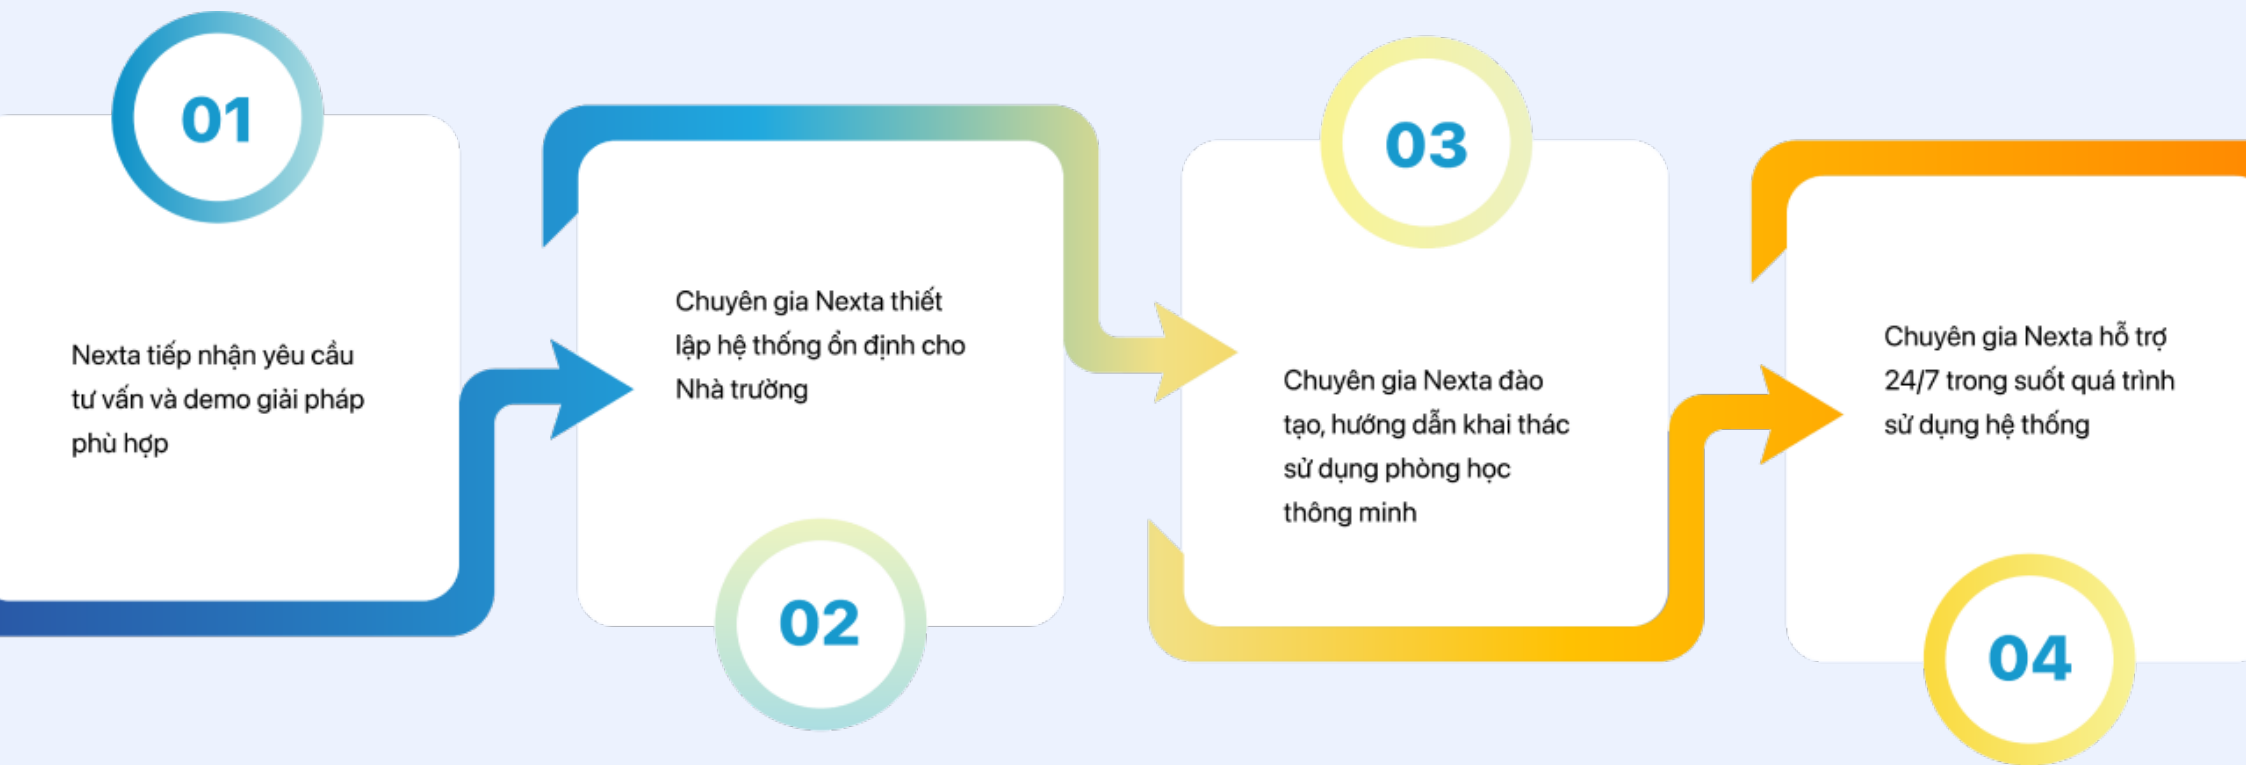 01
Nexta tiếp nhận yêu cầu
tư vấn và demo giải pháp
phù hợp
Chuyên gia Nexta thiết
lập hệ thống ổn định cho
Nhà trường
02
03
Chuyên gia Nexta đào
tạo, hướng dẫn khai thác
sử dụng phòng học
thông minh
Chuyên gia Nexta hỗ trợ
24/7 trong suốt quá trình
sử dụng hệ thống
04